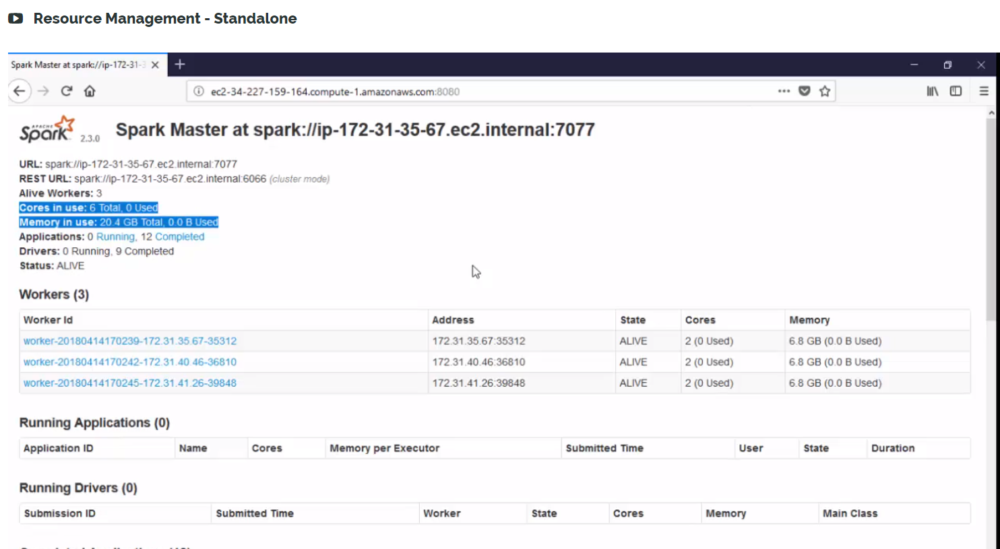 Resource Management - Standalone
Spark Master at spark://ip-172-31-3
ec2-34-227-159-164.compute-1.amazonaws.com:8080
APACHE Spark 2.3.0 Spark Master at spark://ip-172-31-35-67.ec2.internal:7077
URL: spark://ip-172-31-35-67.ec2.internal:7077
REST URL: spark://ip-172-31-35-67.ec2.internal:6066 (cluster mode)
Alive Workers: 3
Cores in use: 6 Total, 0 Used
Memory in use: 20.4 GB Total, 0.0 B Used
Applications: 0 Running, 12 Completed
Drivers: 0 Running, 9 Completed
Status: ALIVE
Workers (3)
Worker Id Address State Cores Memory
worker-20180414170239-172.31.35.67-35312 172.31.35.67:35312 ALIVE 2 (0 Used) 6.8 GB (0.0 B Used)
worker-20180414170242-172.31.40.46-36810 172.31.40.46:36810 ALIVE 2 (0 Used) 6.8 GB (0.0 B Used)
worker-20180414170245-172.31.41.26-39848 172.31.41.26:39848 ALIVE 2 (0 Used) 6.8 GB (0.0 B Used)
Running Applications (0)
Application ID Name Cores Memory per Executor Submitted Time User State Duration
Running Drivers (0)
Submission ID Submitted Time Worker State Cores Memory Main Class